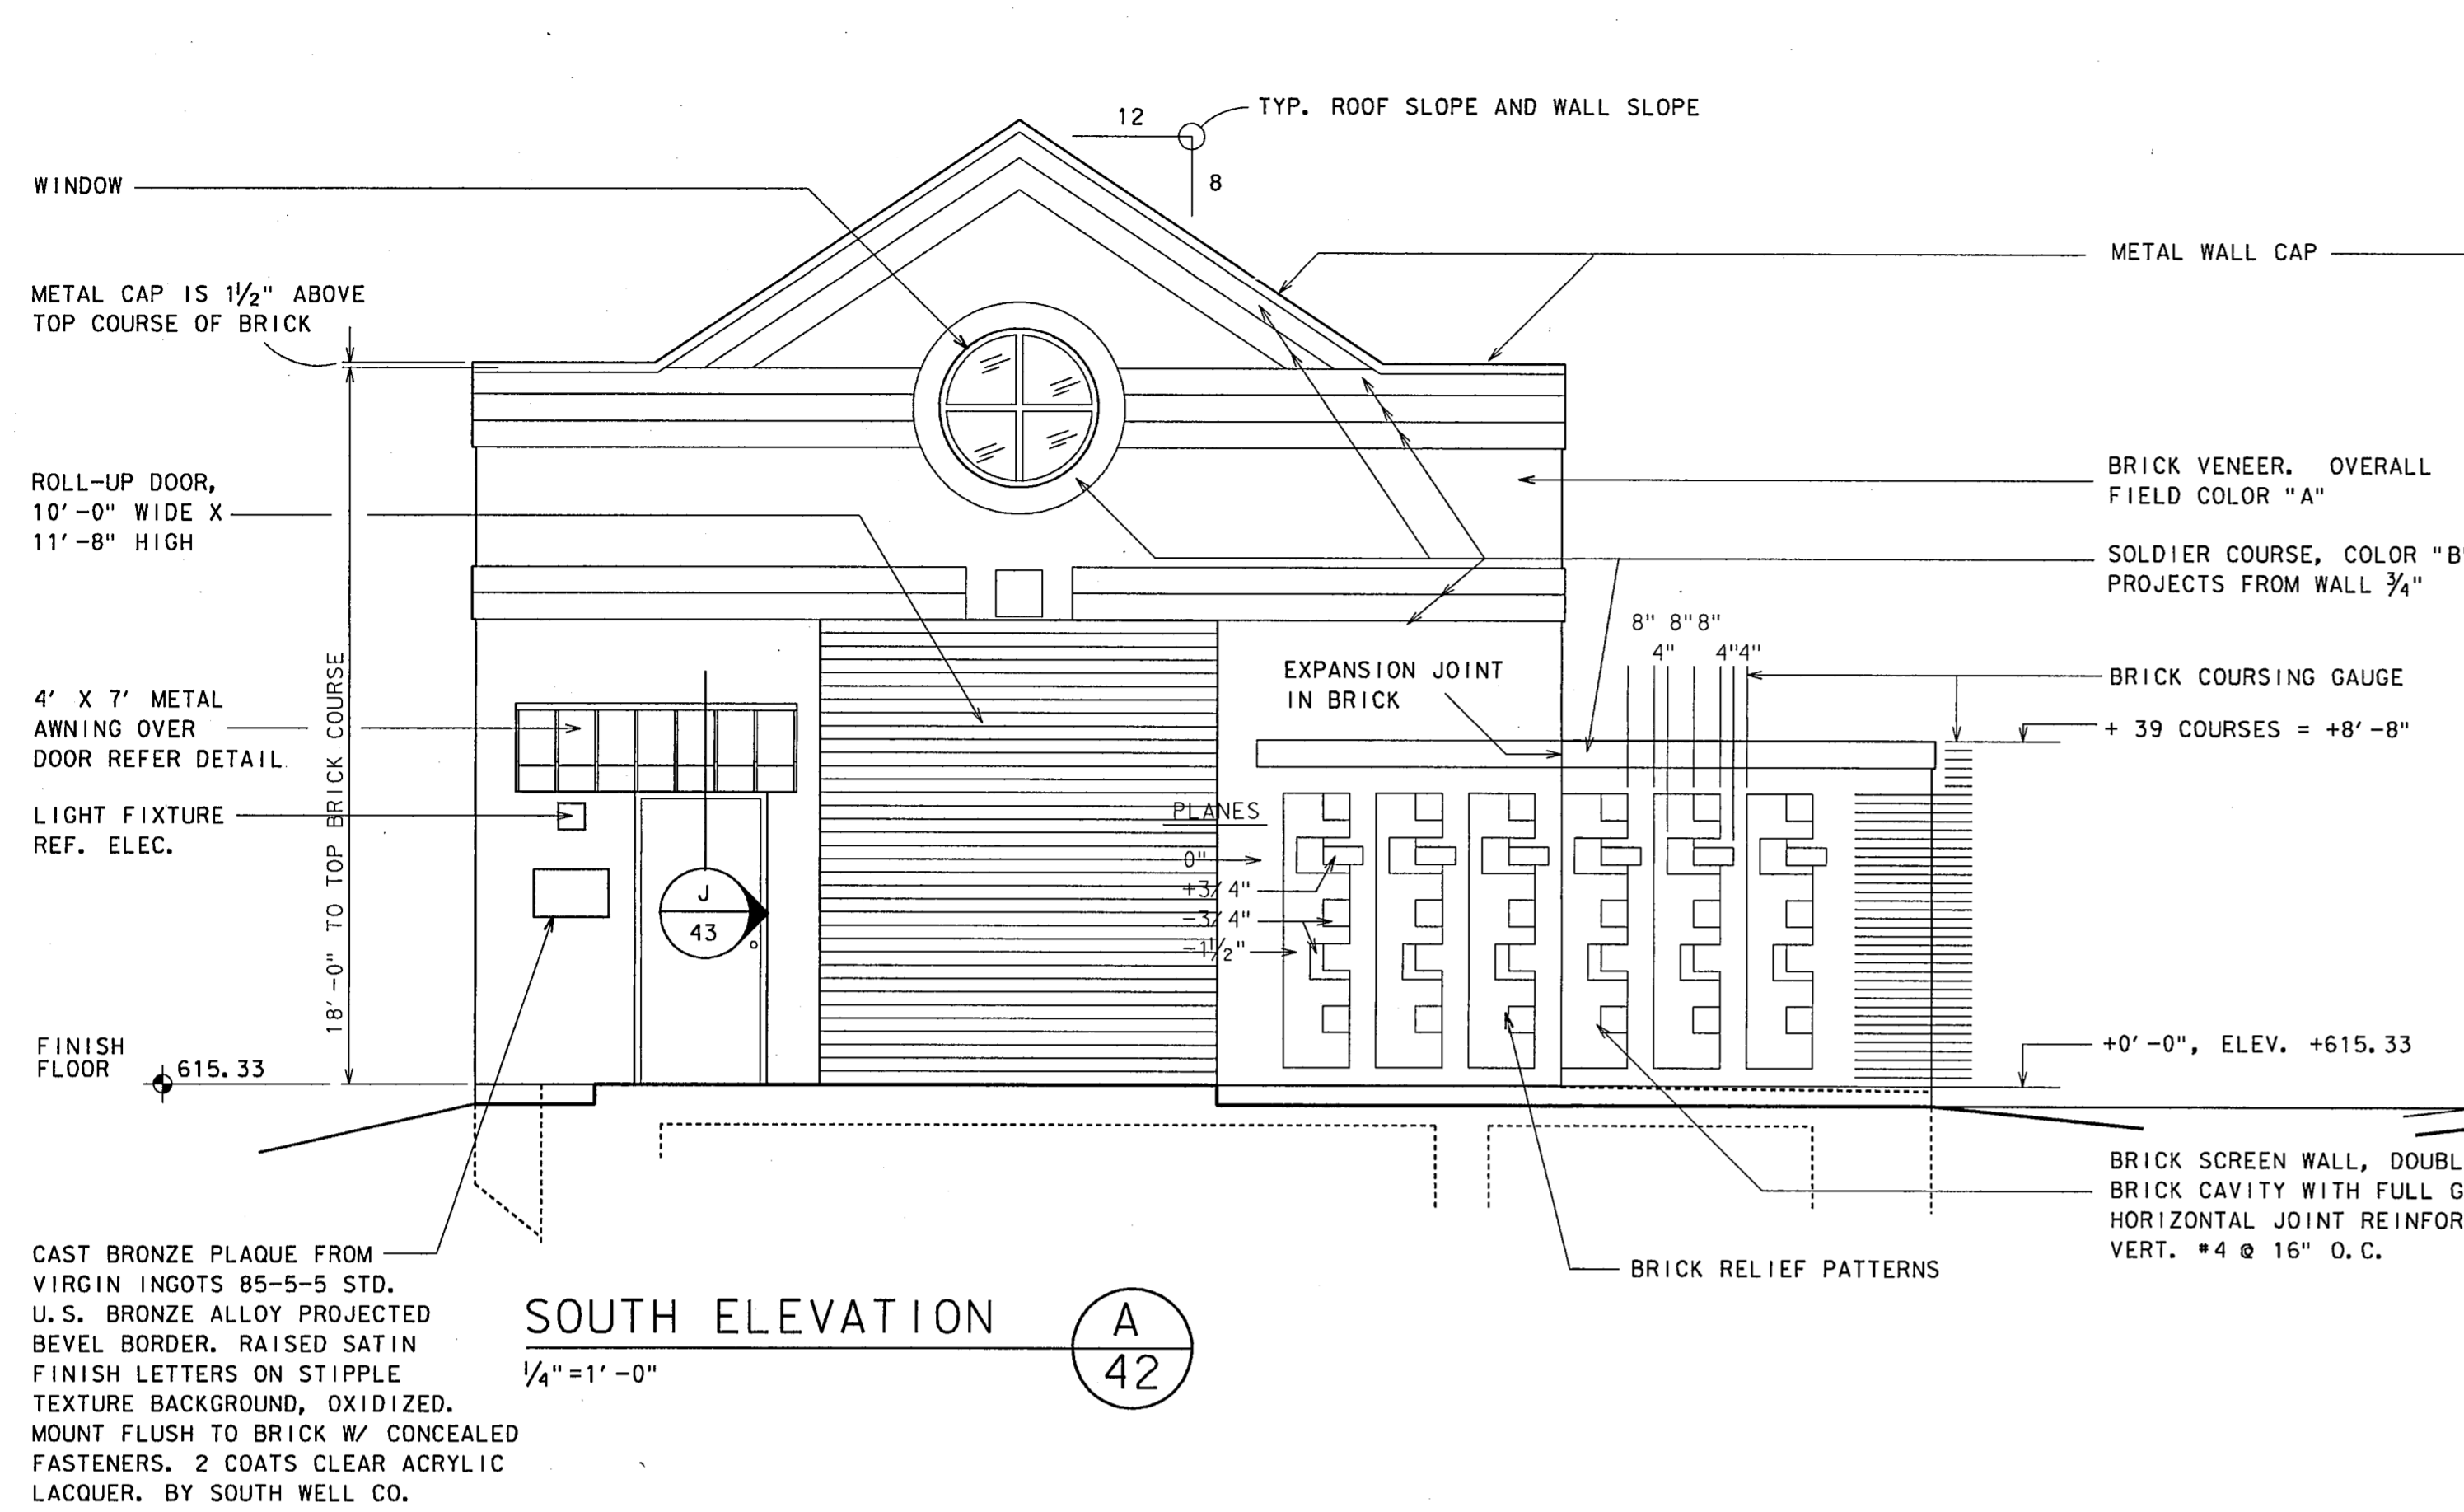 12
TYP. ROOF SLOPE AND WALL SLOPE
8
WINDOW
METAL WALL CAP
METAL CAP IS 1½" ABOVE
TOP COURSE OF BRICK
ROLL-UP DOOR,
10'-0" WIDE X
11'-8" HIGH
BRICK VENEER. OVERALL
FIELD COLOR "A"
SOLDIER COURSE, COLOR "B"
PROJECTS FROM WALL ¾"
8" 8"8"
4" 4"4"
EXPANSION JOINT
IN BRICK
BRICK COURSING GAUGE
+ 39 COURSES = +8'-8"
4' X 7' METAL
AWNING OVER
DOOR REFER DETAIL
18'-0" TO TOP BRICK COURSE
LIGHT FIXTURE
REF. ELEC.
PLANES
0"
+3/4"
-3/4"
-1½"
J
43
FINISH
FLOOR
615.33
+0'-0", ELEV. +615.33
BRICK SCREEN WALL, DOUBL
BRICK CAVITY WITH FULL G
HORIZONTAL JOINT REINFOR
VERT. #4 @ 16" O.C.
BRICK RELIEF PATTERNS
CAST BRONZE PLAQUE FROM
VIRGIN INGOTS 85-5-5 STD.
U.S. BRONZE ALLOY PROJECTED
BEVEL BORDER. RAISED SATIN
FINISH LETTERS ON STIPPLE
TEXTURE BACKGROUND, OXIDIZED.
MOUNT FLUSH TO BRICK W/ CONCEALED
FASTENERS. 2 COATS CLEAR ACRYLIC
LACQUER. BY SOUTH WELL CO.
SOUTH ELEVATION
¼"=1'-0"
A
42